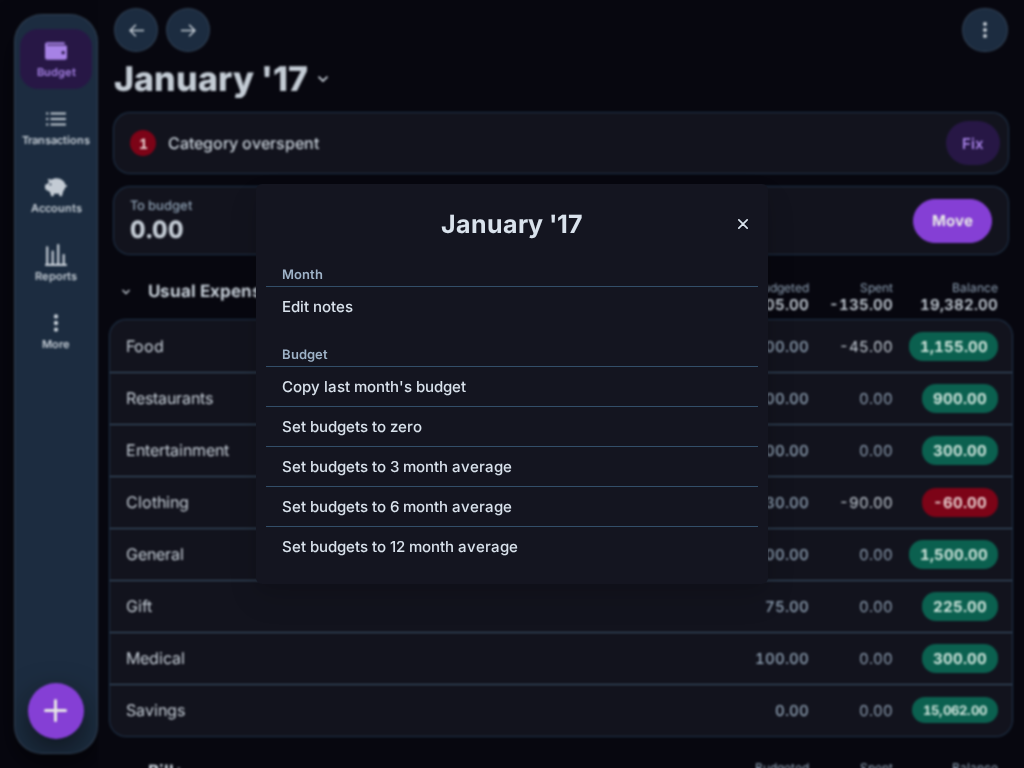 Budget
Transactions
Accounts
Reports
More
January '17
1 Category overspent Fix
To budget
0.00
Move
January '17
Month
Edit notes
Budget
Copy last month's budget
Set budgets to zero
Set budgets to 3 month average
Set budgets to 6 month average
Set budgets to 12 month average
Usual
Spent Balance
-135.00 19,382.00
Food -45.00 1,155.00
Restaurants 0.00 900.00
Entertainment 0.00 300.00
Clothing -90.00 -60.00
General 0.00 1,500.00
Gift 75.00 0.00 225.00
Medical 100.00 0.00 300.00
Savings 0.00 0.00 15,062.00
Budgeted Spent Balance